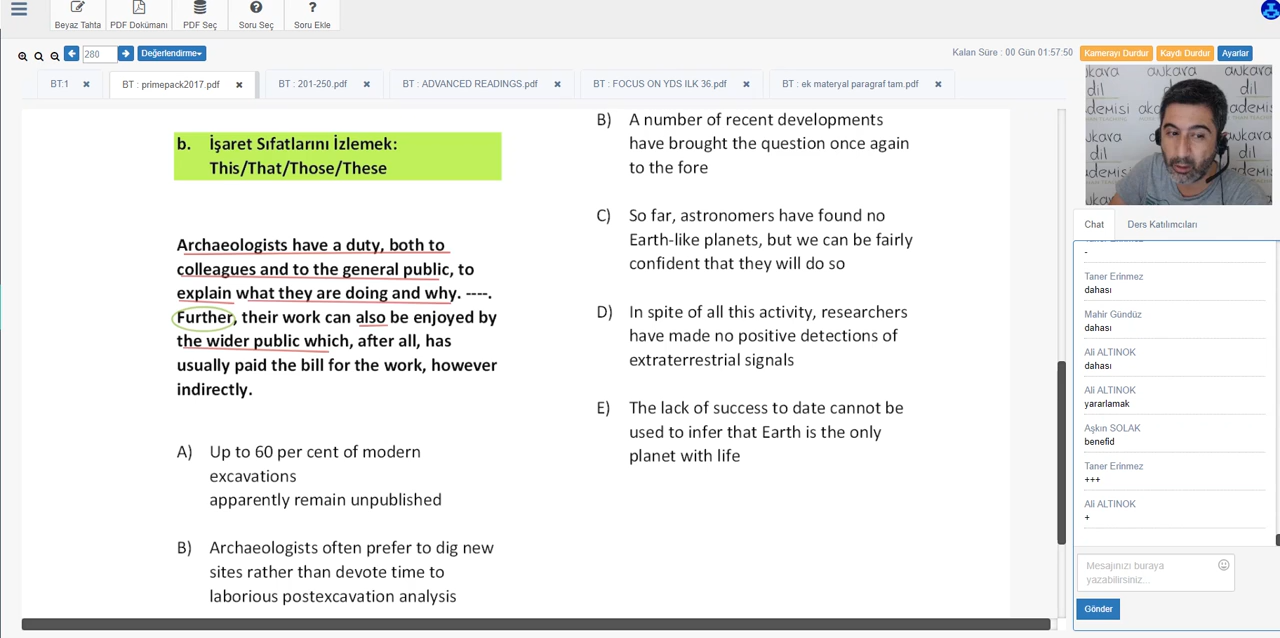 Beyaz Tahta
PDF Dokümanı
PDF Seç
Soru Seç
Soru Ekle
280
Değerlendirme
Kalan Süre : 00 Gün 01:57:50
Kamerayı Durdur
Kaydı Durdur
Ayarlar
BT:1
BT : primepack2017.pdf
BT : 201-250.pdf
BT : ADVANCED READINGS.pdf
BT : FOCUS ON YDS ILK 36.pdf
BT : ek materyal paragraf tam.pdf
b. İşaret Sıfatlarını İzlemek:
This/That/Those/These
Archaeologists have a duty, both to
colleagues and to the general public, to
explain what they are doing and why. ----.
Further, their work can also be enjoyed by
the wider public which, after all, has
usually paid the bill for the work, however
indirectly.
A) Up to 60 per cent of modern
excavations
apparently remain unpublished
B) Archaeologists often prefer to dig new
sites rather than devote time to
laborious postexcavation analysis
B) A number of recent developments
have brought the question once again
to the fore
C) So far, astronomers have found no
Earth-like planets, but we can be fairly
confident that they will do so
D) In spite of all this activity, researchers
have made no positive detections of
extraterrestrial signals
E) The lack of success to date cannot be
used to infer that Earth is the only
planet with life
ankara
dil
Chat
Ders Katılımcıları
-
Taner Erinmez
dahası
Mahir Gündüz
dahası
Ali ALTINOK
dahası
Ali ALTINOK
yararlamak
Aşkın SOLAK
benefid
Taner Erinmez
+++
Ali ALTINOK
+
Mesajınızı buraya
yazabilirsiniz...
Gönder